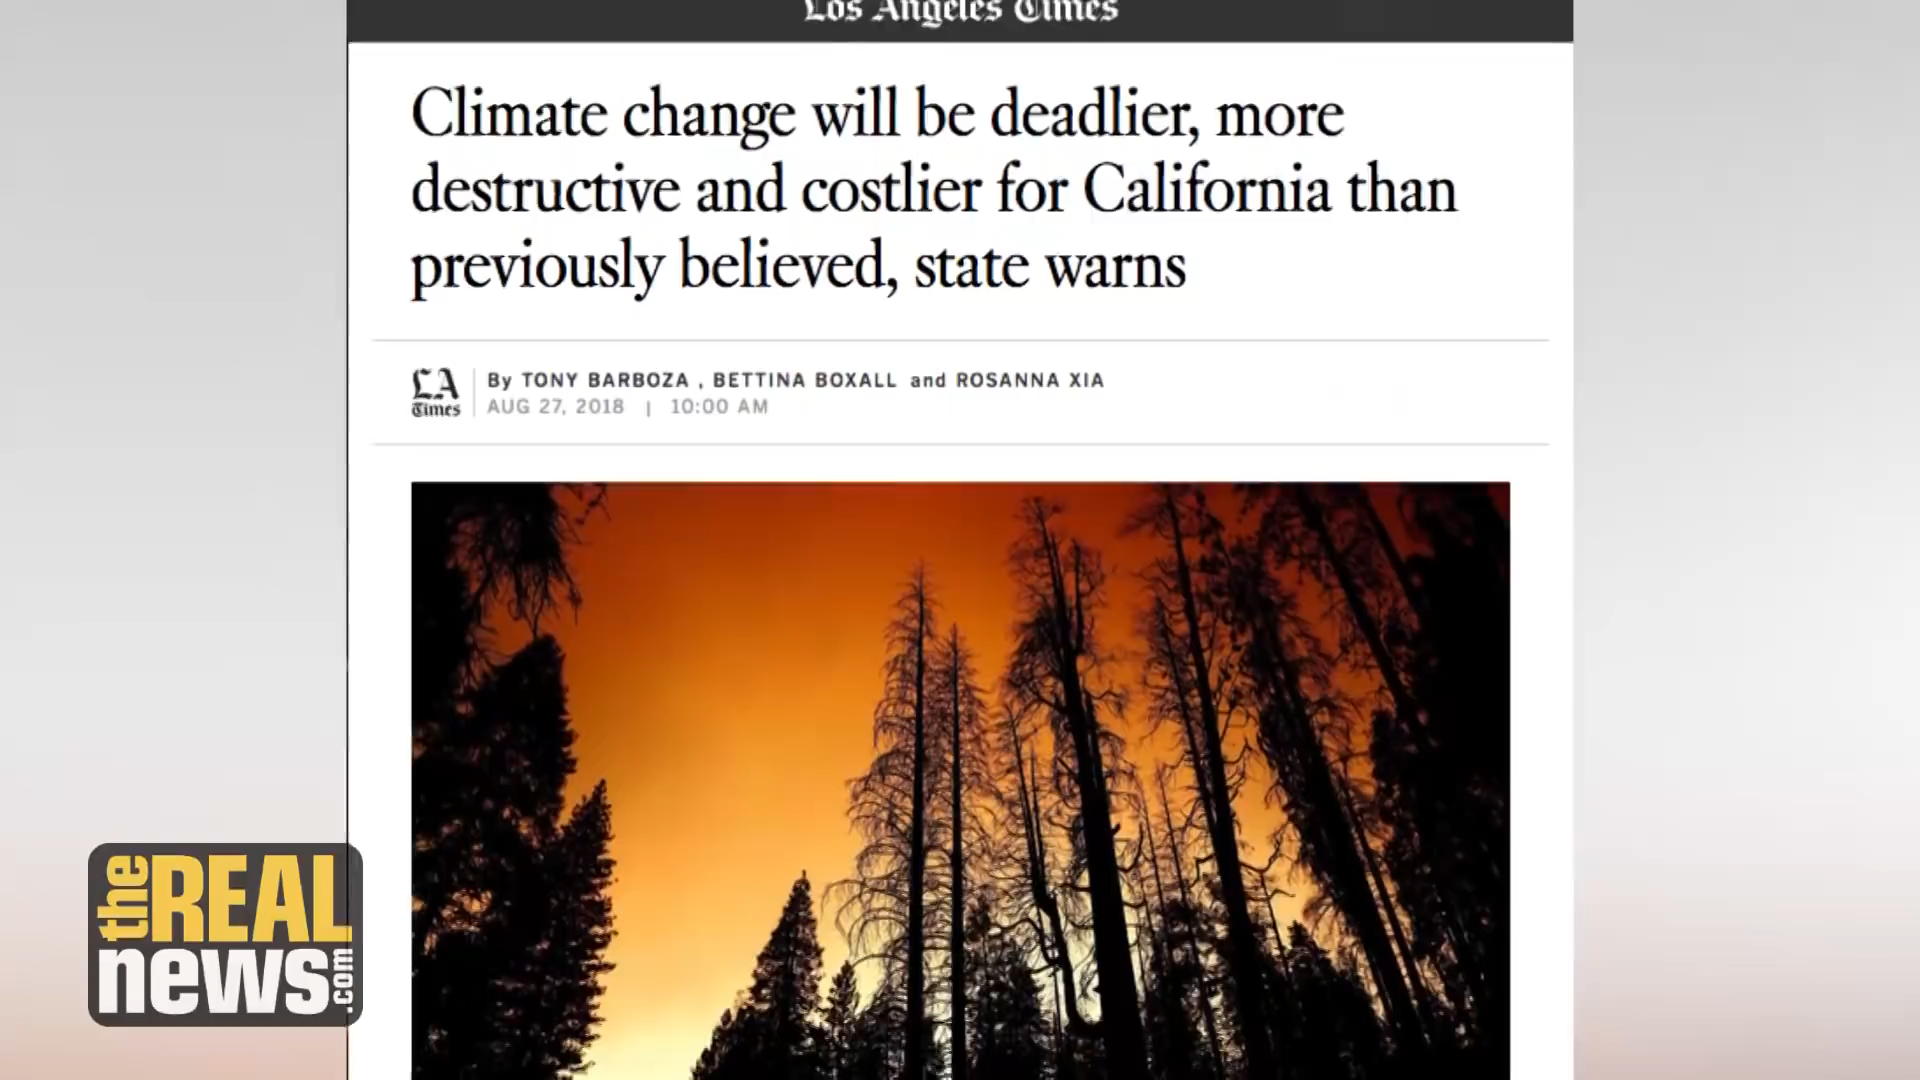 Los Angeles Times
Climate change will be deadlier, more
destructive and costlier for California than
previously believed, state warns
LA
Times
By TONY BARBOZA , BETTINA BOXALL and ROSANNA XIA
AUG 27, 2018 | 10:00 AM
the REAL
news.com